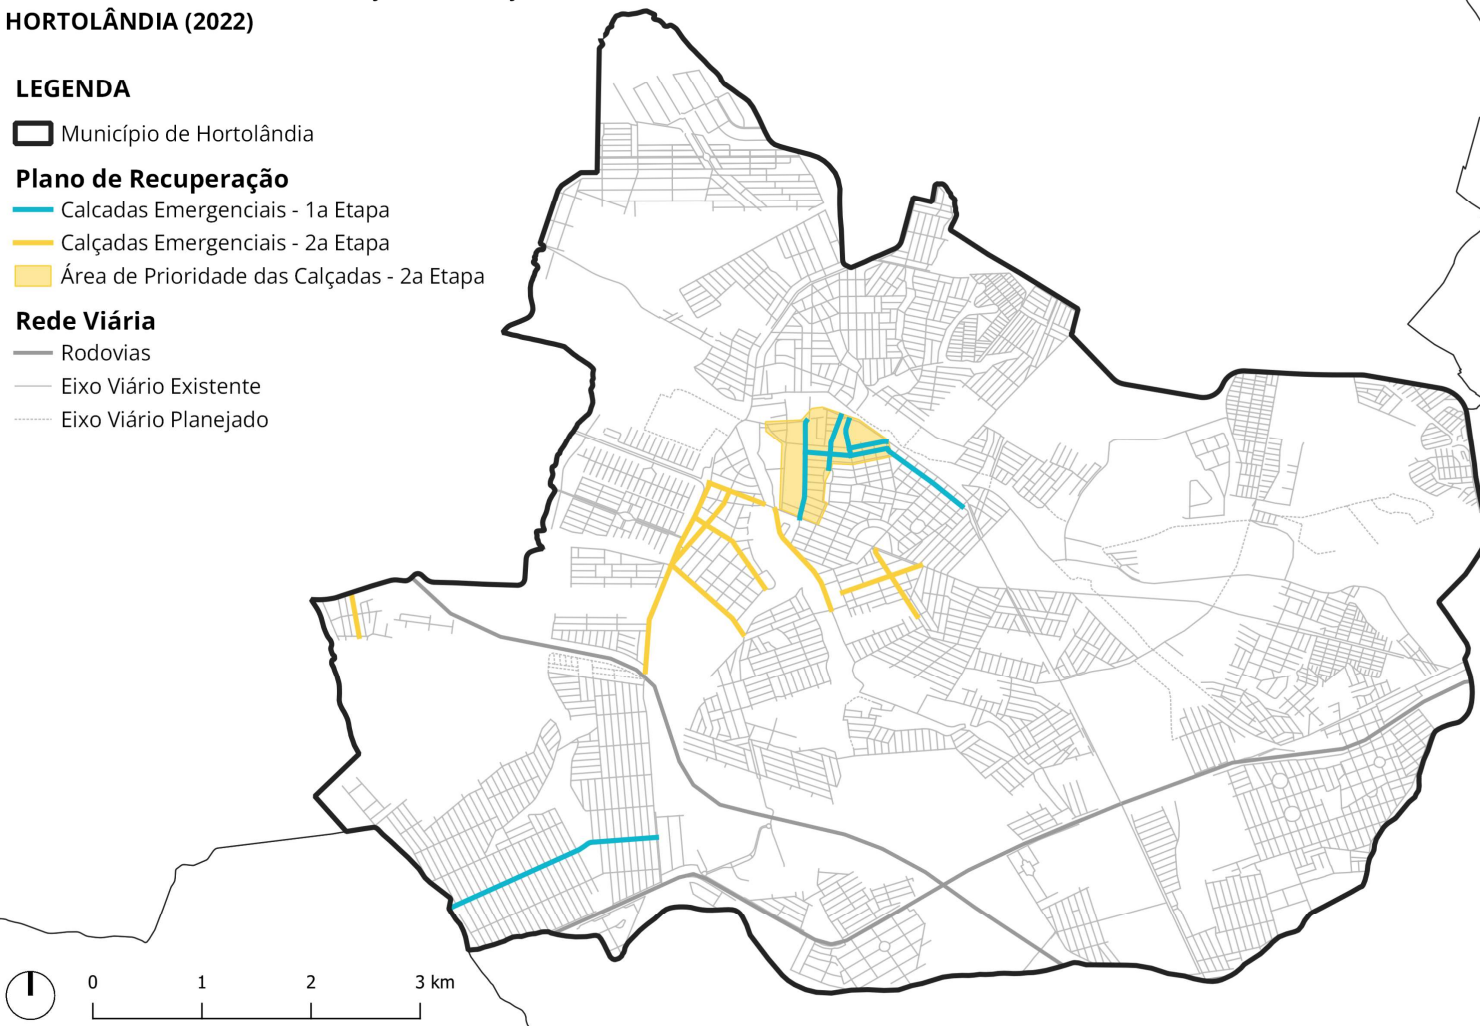 HORTOLÂNDIA (2022)
LEGENDA
Município de Hortolândia
Plano de Recuperação
Calcadas Emergenciais - 1a Etapa
Calçadas Emergenciais - 2a Etapa
Área de Prioridade das Calçadas - 2a Etapa
Rede Viária
Rodovias
Eixo Viário Existente
Eixo Viário Planejado
0 1 2 3 km